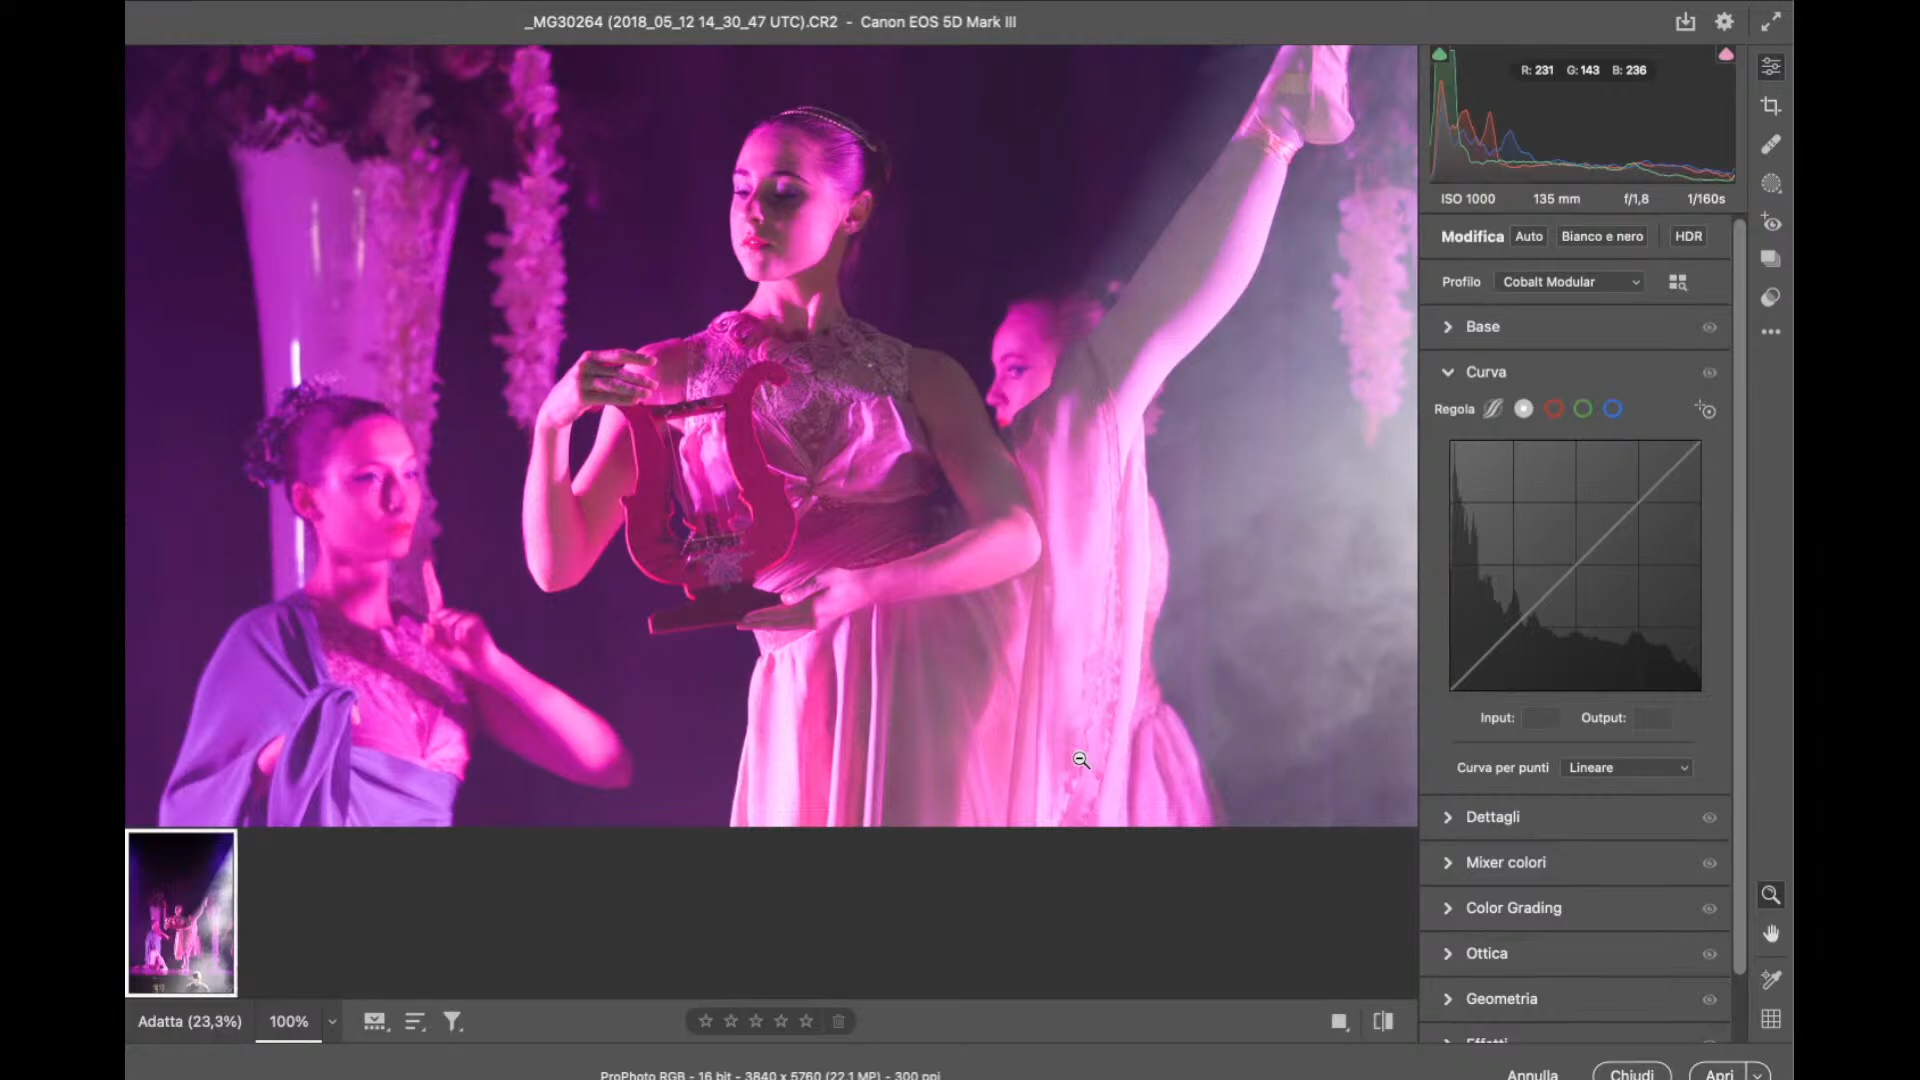 _MG30264 (2018_05_12 14_30_47 UTC).CR2 - Canon EOS 5D Mark III
R: 231 G: 143 B: 236
ISO 1000 135 mm f/1,8 1/160s
Modifica Auto Bianco e nero HDR
Profilo Cobalt Modular
Base
Curva
Regola
Input: Output:
Curva per punti Lineare
Dettagli
Mixer colori
Color Grading
Ottica
Geometria
Effetti
Adatta (23,3%) 100%
ProPhoto RGB - 16 bit - 3840 x 5760 (22,1 MP) - 300 ppi
Annulla Chiudi Apri